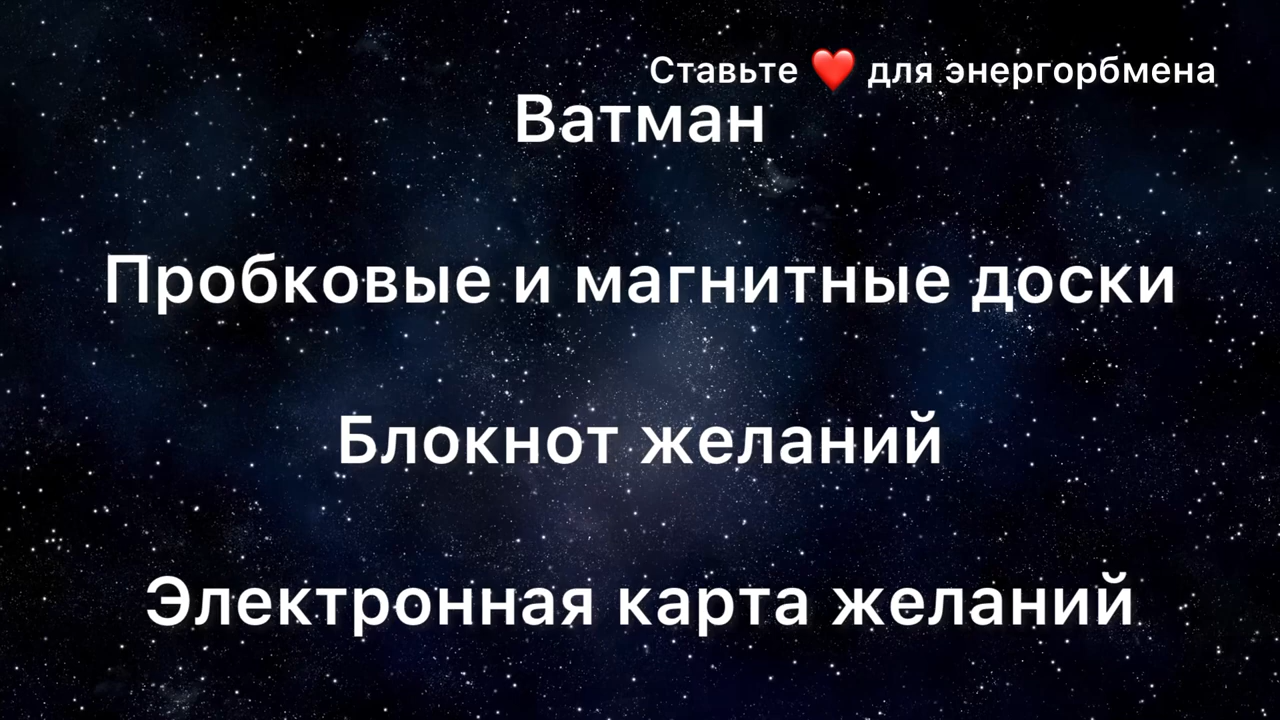 Ставьте ❤️ для энергорбмена
Ватман
Пробковые и магнитные доски
Блокнот желаний
Электронная карта желаний